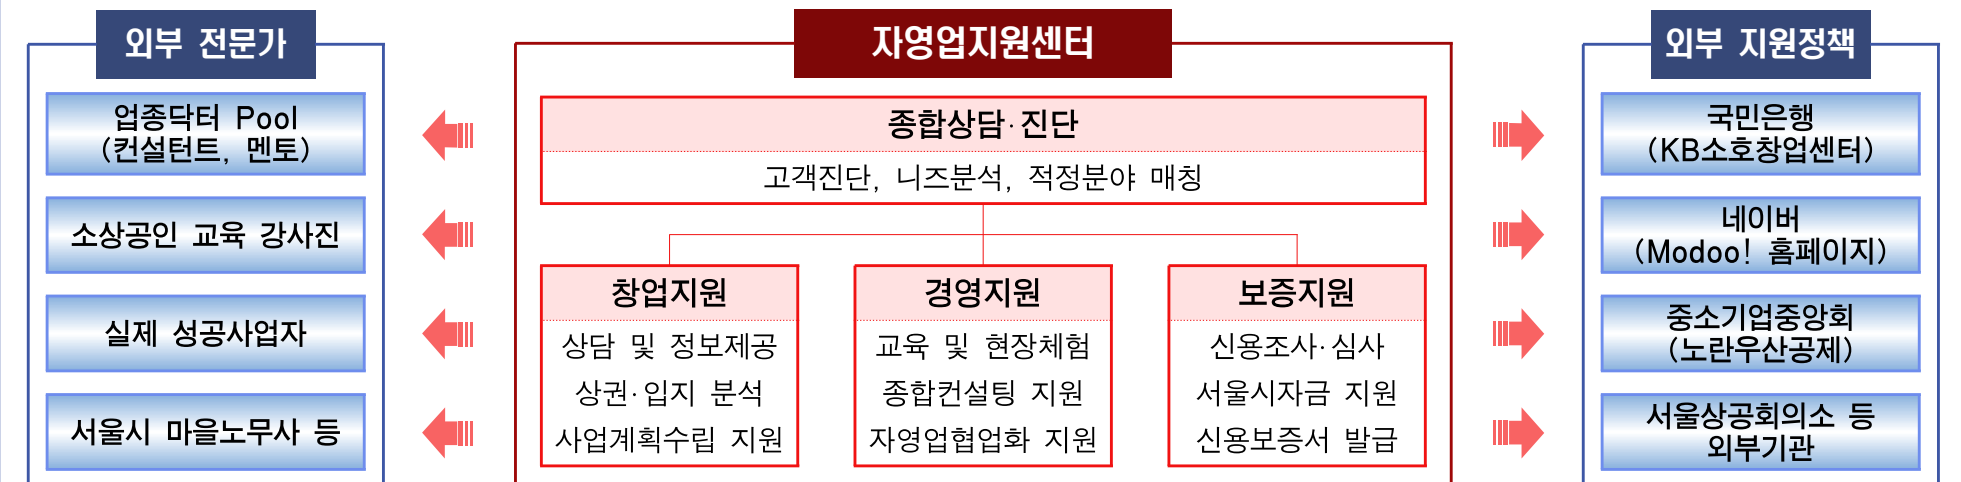 외부 전문가
업종닥터 Pool
(컨설턴트, 멘토)
소상공인 교육 강사진
실제 성공사업자
서울시 마을노무사 등
자영업지원센터
종합상담·진단
고객진단, 니즈분석, 적정분야 매칭
창업지원
상담 및 정보제공
상권·입지 분석
사업계획수립 지원
경영지원
교육 및 현장체험
종합컨설팅 지원
자영업협업화 지원
보증지원
신용조사·심사
서울시자금 지원
신용보증서 발급
외부 지원정책
국민은행
(KB소호창업센터)
네이버
(Modoo! 홈페이지)
중소기업중앙회
(노란우산공제)
서울상공회의소 등
외부기관